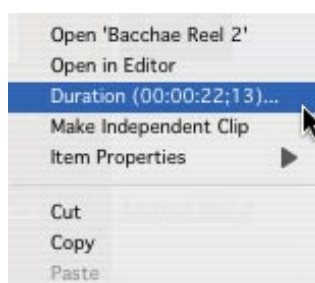 Open 'Bacchae Reel 2'
Open in Editor
Duration (00:00:22;13)...
Make Independent Clip
Item Properties
Cut
Copy
Paste